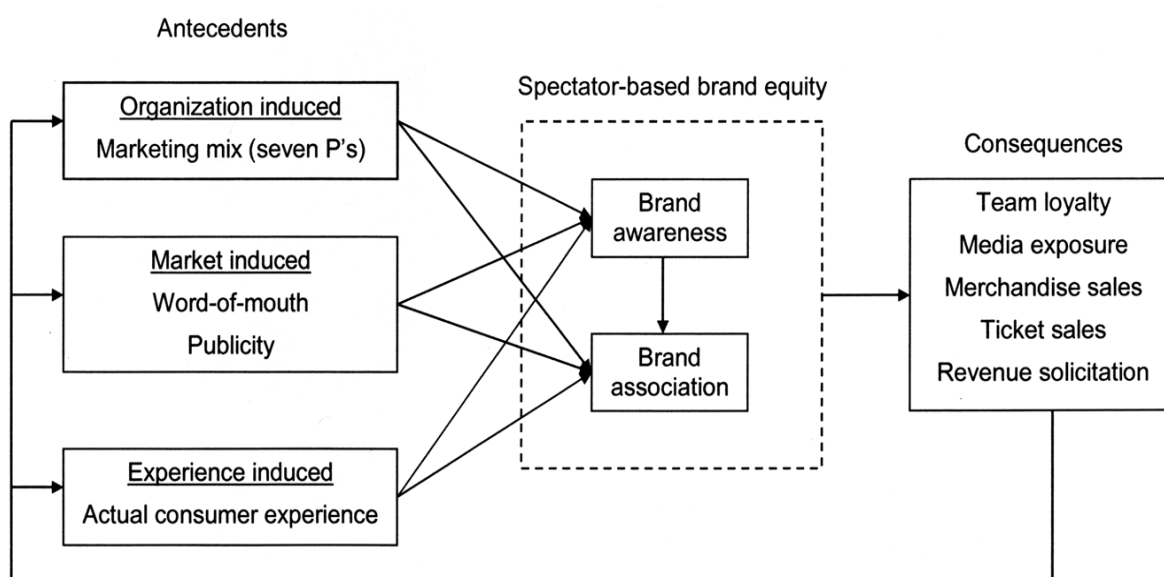 Antecedents
Organization induced
Marketing mix (seven P's)
Market induced
Word-of-mouth
Publicity
Experience induced
Actual consumer experience
Spectator-based brand equity
Brand
awareness
Brand
association
Consequences
Team loyalty
Media exposure
Merchandise sales
Ticket sales
Revenue solicitation